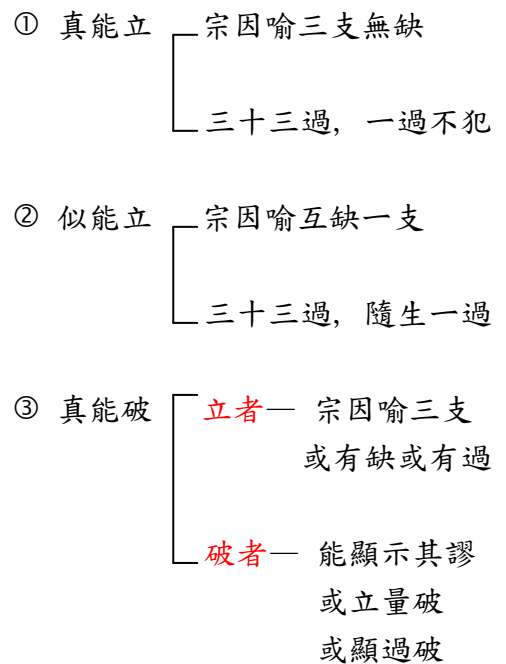 ① 真能立 宗因喻三支無缺
三十三過，一過不犯
② 似能立 宗因喻互缺一支
三十三過，隨生一過
③ 真能破 立者— 宗因喻三支
或有缺或有過
破者— 能顯示其謬
或立量破
或顯過破